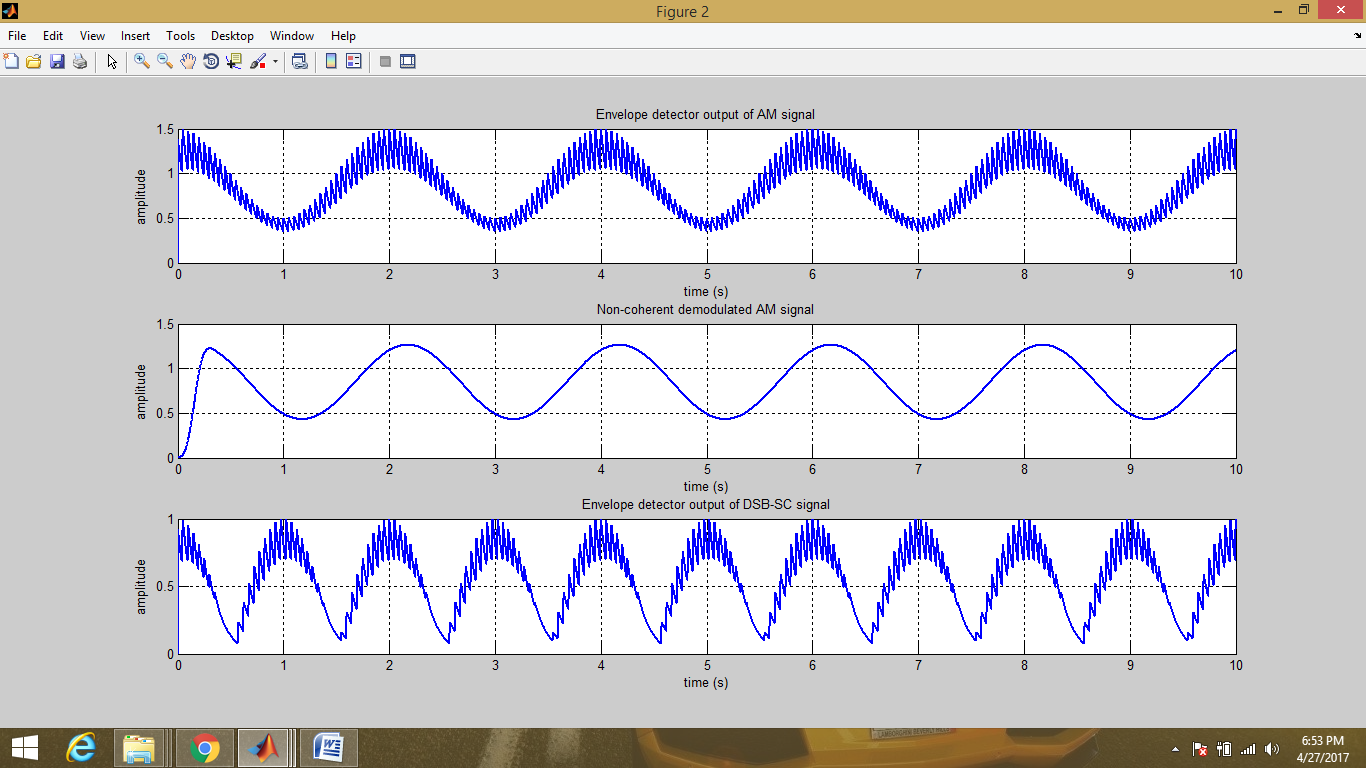 Figure 2
File Edit View Insert Tools Desktop Window Help
Envelope detector output of AM signal
1.5
1
0.5
0
amplitude
0 1 2 3 4 5 6 7 8 9 10
time (s)
Non-coherent demodulated AM signal
1.5
1
0.5
0
amplitude
0 1 2 3 4 5 6 7 8 9 10
time (s)
Envelope detector output of DSB-SC signal
1
0.5
0
amplitude
0 1 2 3 4 5 6 7 8 9 10
time (s)
6:53 PM
4/27/2017